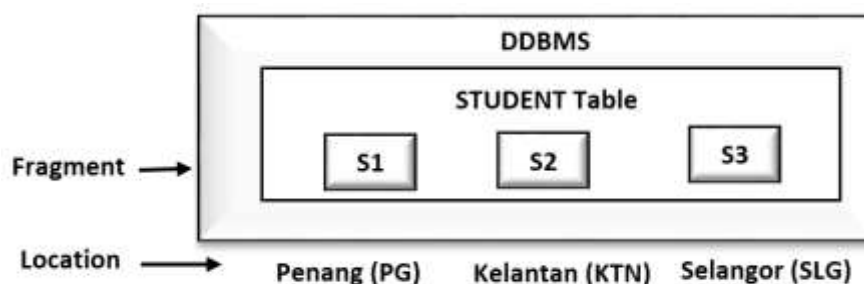 DDBMS
STUDENT Table
S1 S2 S3
Fragment
Location
Penang (PG) Kelantan (KTN) Selangor (SLG)